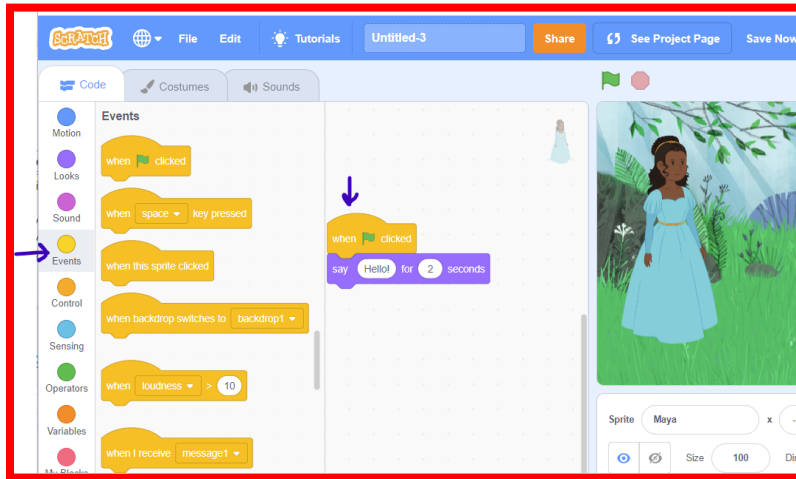 SCRATCH File Edit Tutorials Untitled-3 Share See Project Page Save Now
Code Costumes Sounds
Motion
Looks
Sound
Events
Control
Sensing
Operators
Variables
My Blocks
Events
when clicked
when space key pressed
when this sprite clicked
when backdrop switches to backdrop1
when loudness > 10
when I receive message1
when clicked
say Hello! for 2 seconds
Sprite Maya x
Size 100